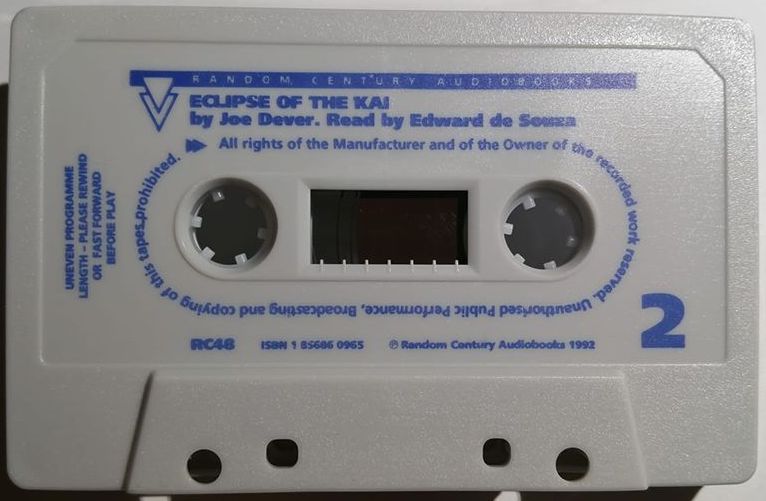 RANDOM CENTURY AUDIOBOOKS
ECLIPSE OF THE KAI
by Joe Dever. Read by Edward de Souza
All rights of the Manufacturer and of the Owner of the recorded work reserved. Unauthorised Public Performance, Broadcasting and copying of this tapes prohibited.
UNEVEN PROGRAMME
LENGTH – PLEASE REWIND
OR FAST FORWARD
BEFORE PLAY
2
RC48 ISBN 1 85686 0965 ℗ Random Century Audiobooks 1992